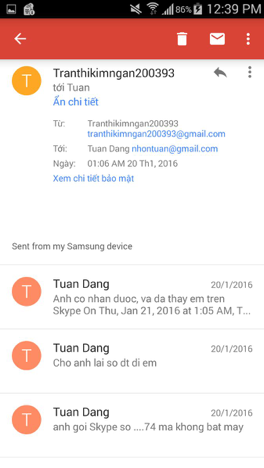 86% 12:39 PM
Tranthikimngan200393
tới Tuan
Ẩn chi tiết
Từ: Tranthikimngan200393
tranthikimngan200393@gmail.com
Tới: Tuan Dang nhontuan@gmail.com
Ngày: 01:06 AM 20 Th1, 2016
Xem chi tiết bảo mật
Sent from my Samsung device
Tuan Dang 20/1/2016
Anh co nhan duoc, va da thay em tren
Skype On Thu, Jan 21, 2016 at 1:05 AM, T...
Tuan Dang 20/1/2016
Cho anh lai so dt di em
Tuan Dang 20/1/2016
anh goi Skype so ....74 ma khong bat may